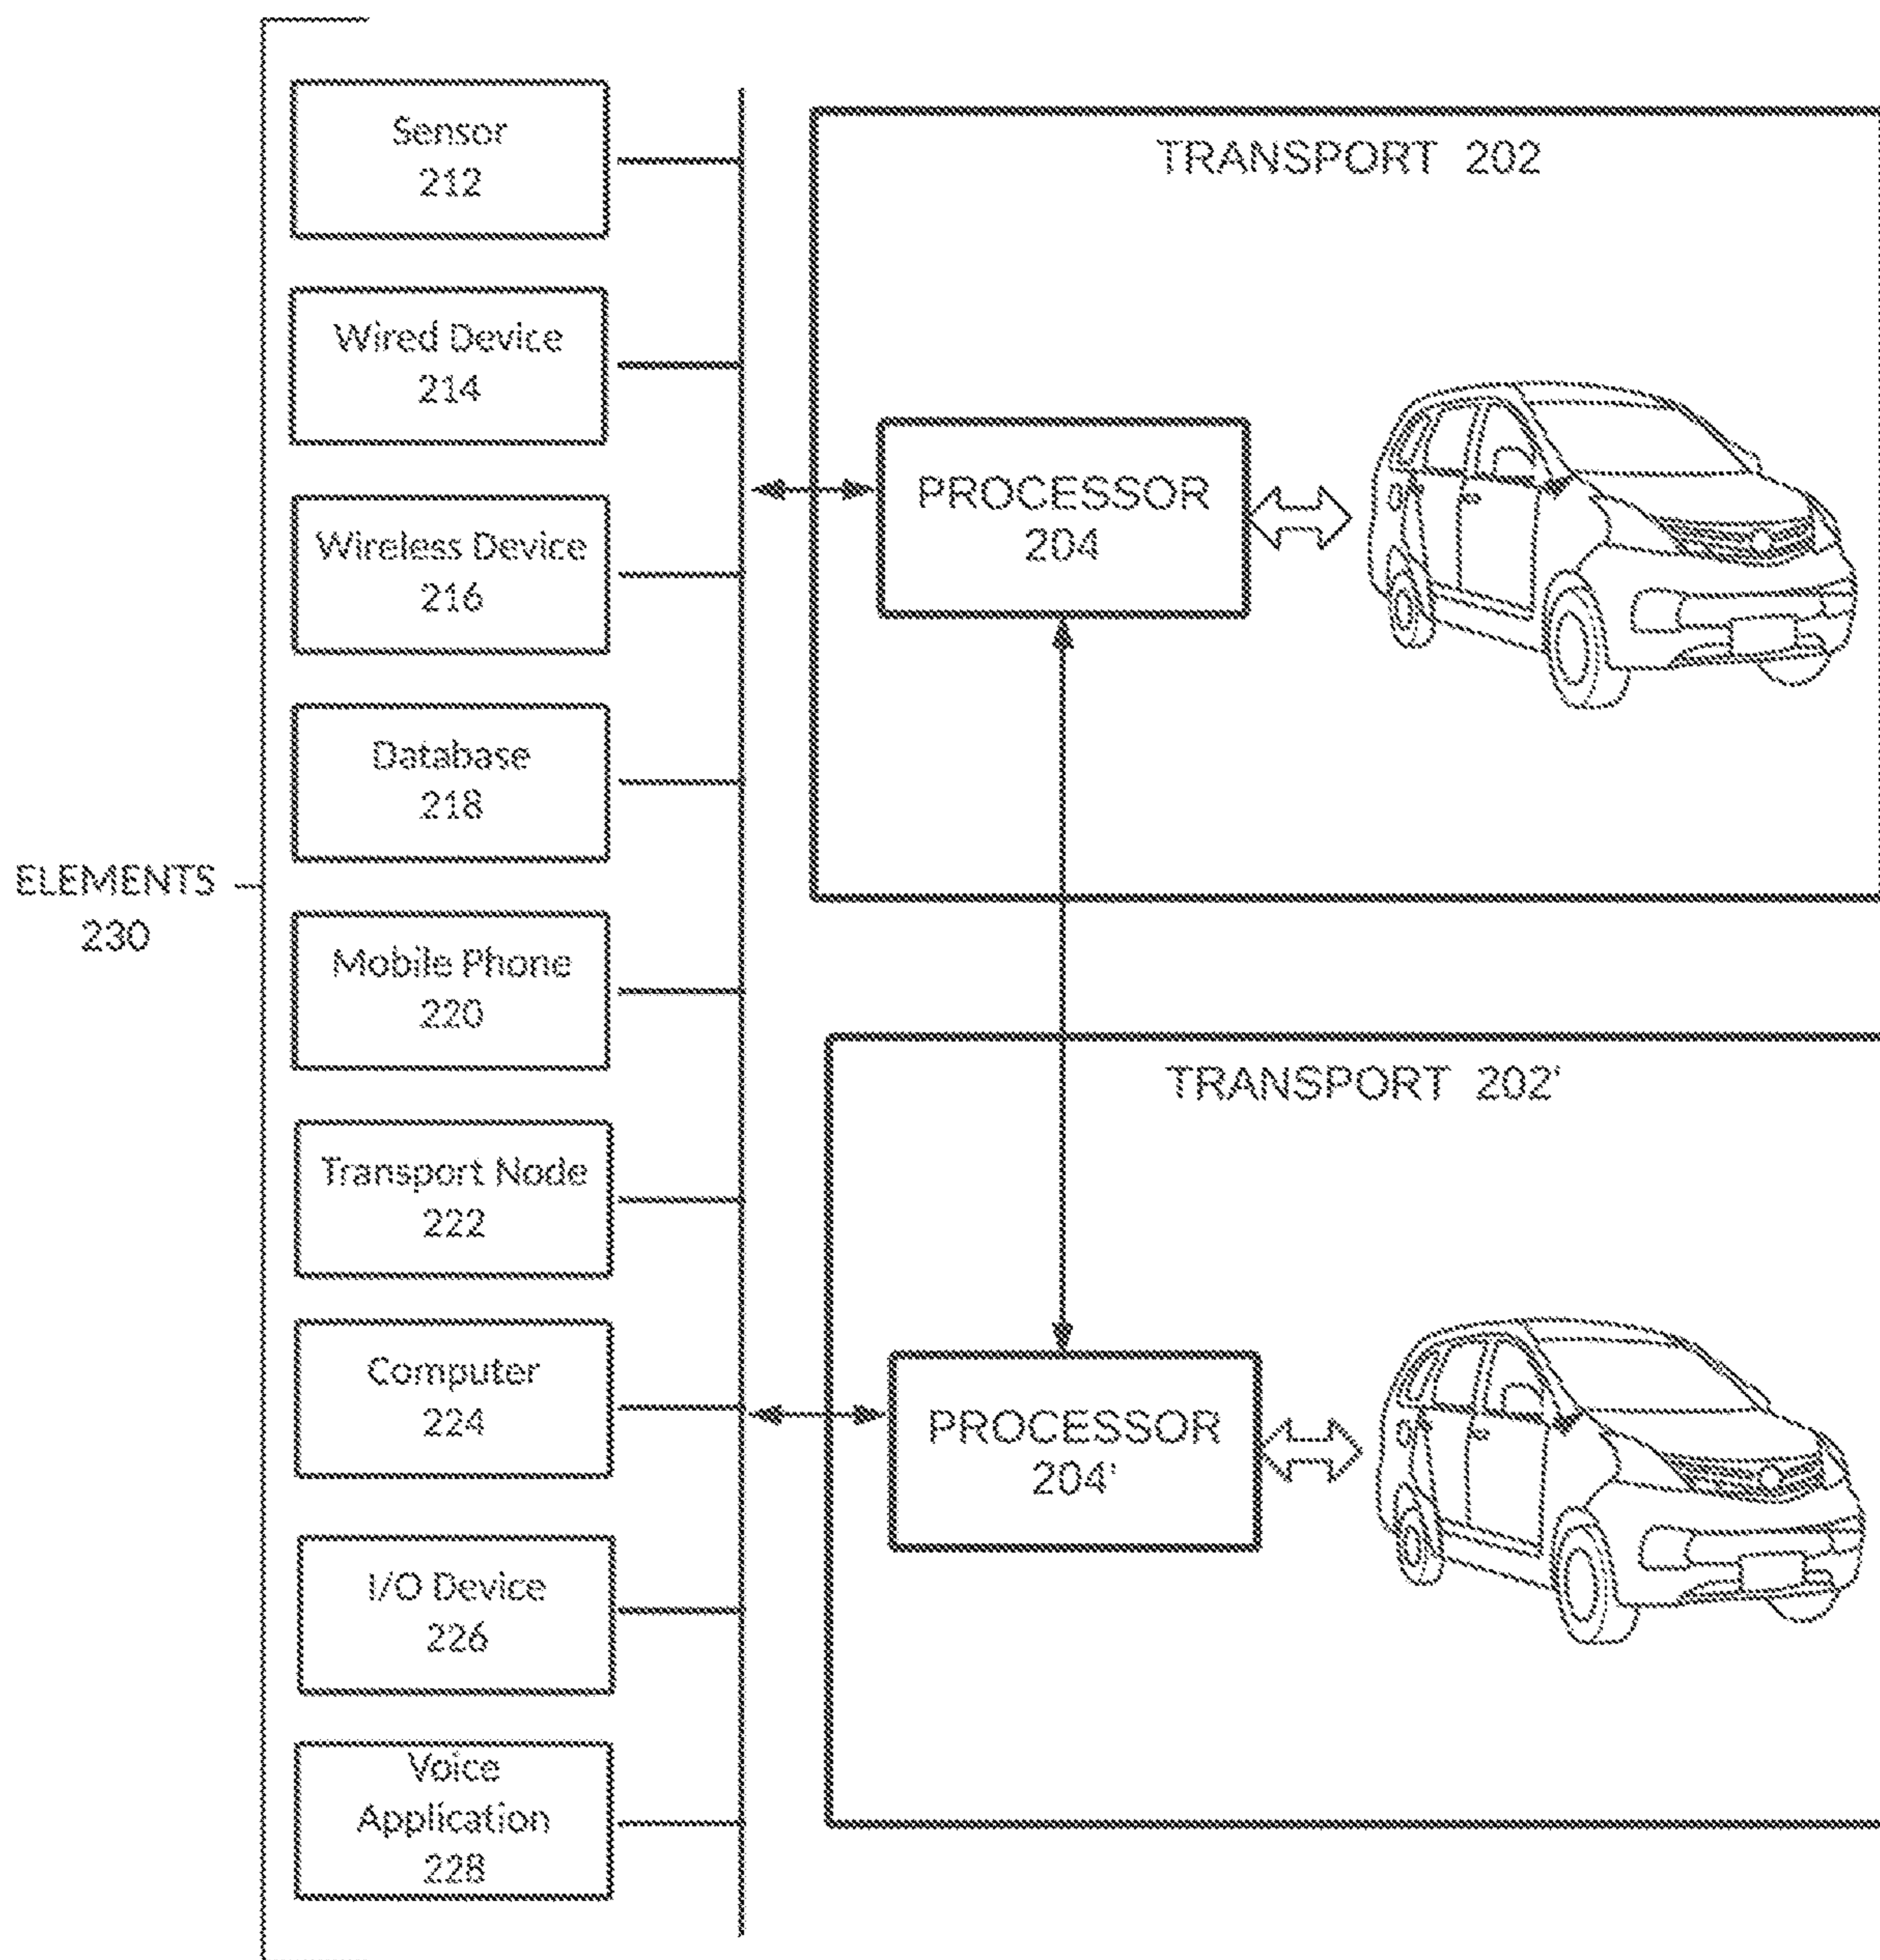 ELEMENTS
230
Sensor
212
Wired Device
214
Wireless Device
216
Database
218
Mobile Phone
220
Transport Node
222
Computer
224
I/O Device
226
Voice
Application
228
TRANSPORT 202
PROCESSOR
204
TRANSPORT 202'
PROCESSOR
204'